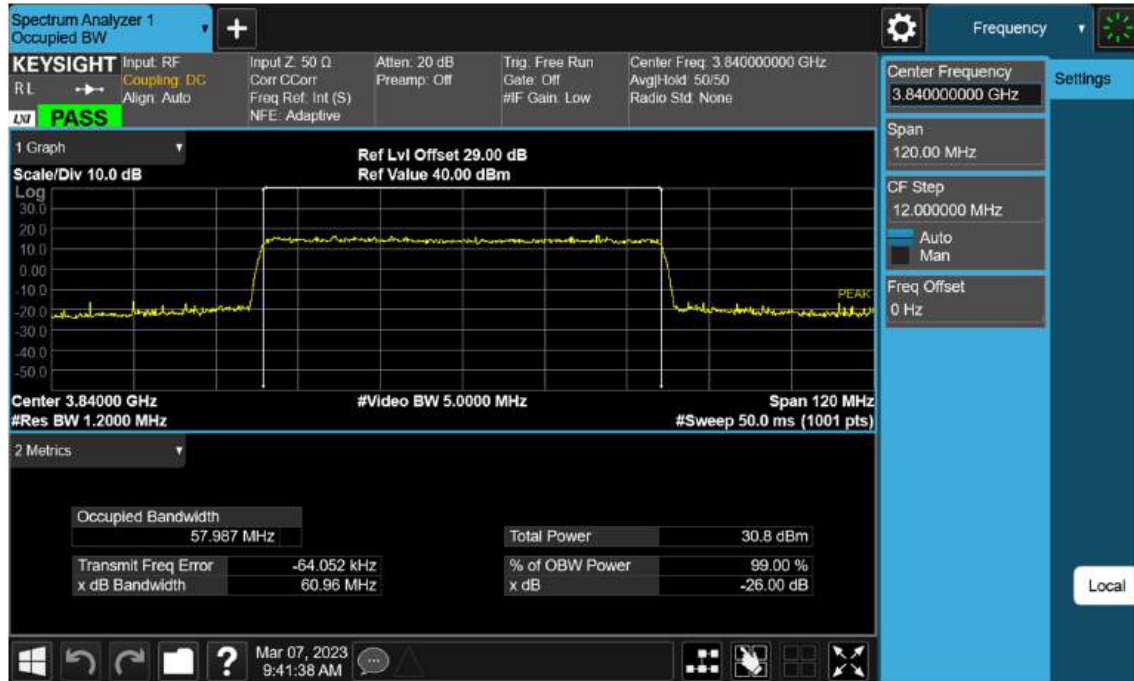 Spectrum Analyzer 1
Occupied BW
+
Frequency
KEYSIGHT
R L
LXI
PASS
Input: RF
Coupling: DC
Align: Auto
Input Z: 50 Ω
Corr CCorr
Freq Ref: Int (S)
NFE: Adaptive
Atten: 20 dB
Preamp: Off
Trig: Free Run
Gate: Off
#IF Gain: Low
Center Freq: 3.840000000 GHz
Avg|Hold: 50/50
Radio Std: None
Center Frequency
3.840000000 GHz
Settings
Span
120.00 MHz
CF Step
12.000000 MHz
Auto
Man
Freq Offset
0 Hz
Local
1 Graph
Scale/Div 10.0 dB
Ref Lvl Offset 29.00 dB
Ref Value 40.00 dBm
Log
30.0
20.0
10.0
0.00
-10.0
-20.0
-30.0
-40.0
-50.0
PEAK
Center 3.84000 GHz
#Video BW 5.0000 MHz
Span 120 MHz
#Res BW 1.2000 MHz
#Sweep 50.0 ms (1001 pts)
2 Metrics
Occupied Bandwidth
57.987 MHz
Total Power 30.8 dBm
Transmit Freq Error -64.052 kHz
% of OBW Power 99.00 %
x dB Bandwidth 60.96 MHz
x dB -26.00 dB
?
Mar 07, 2023
9:41:38 AM